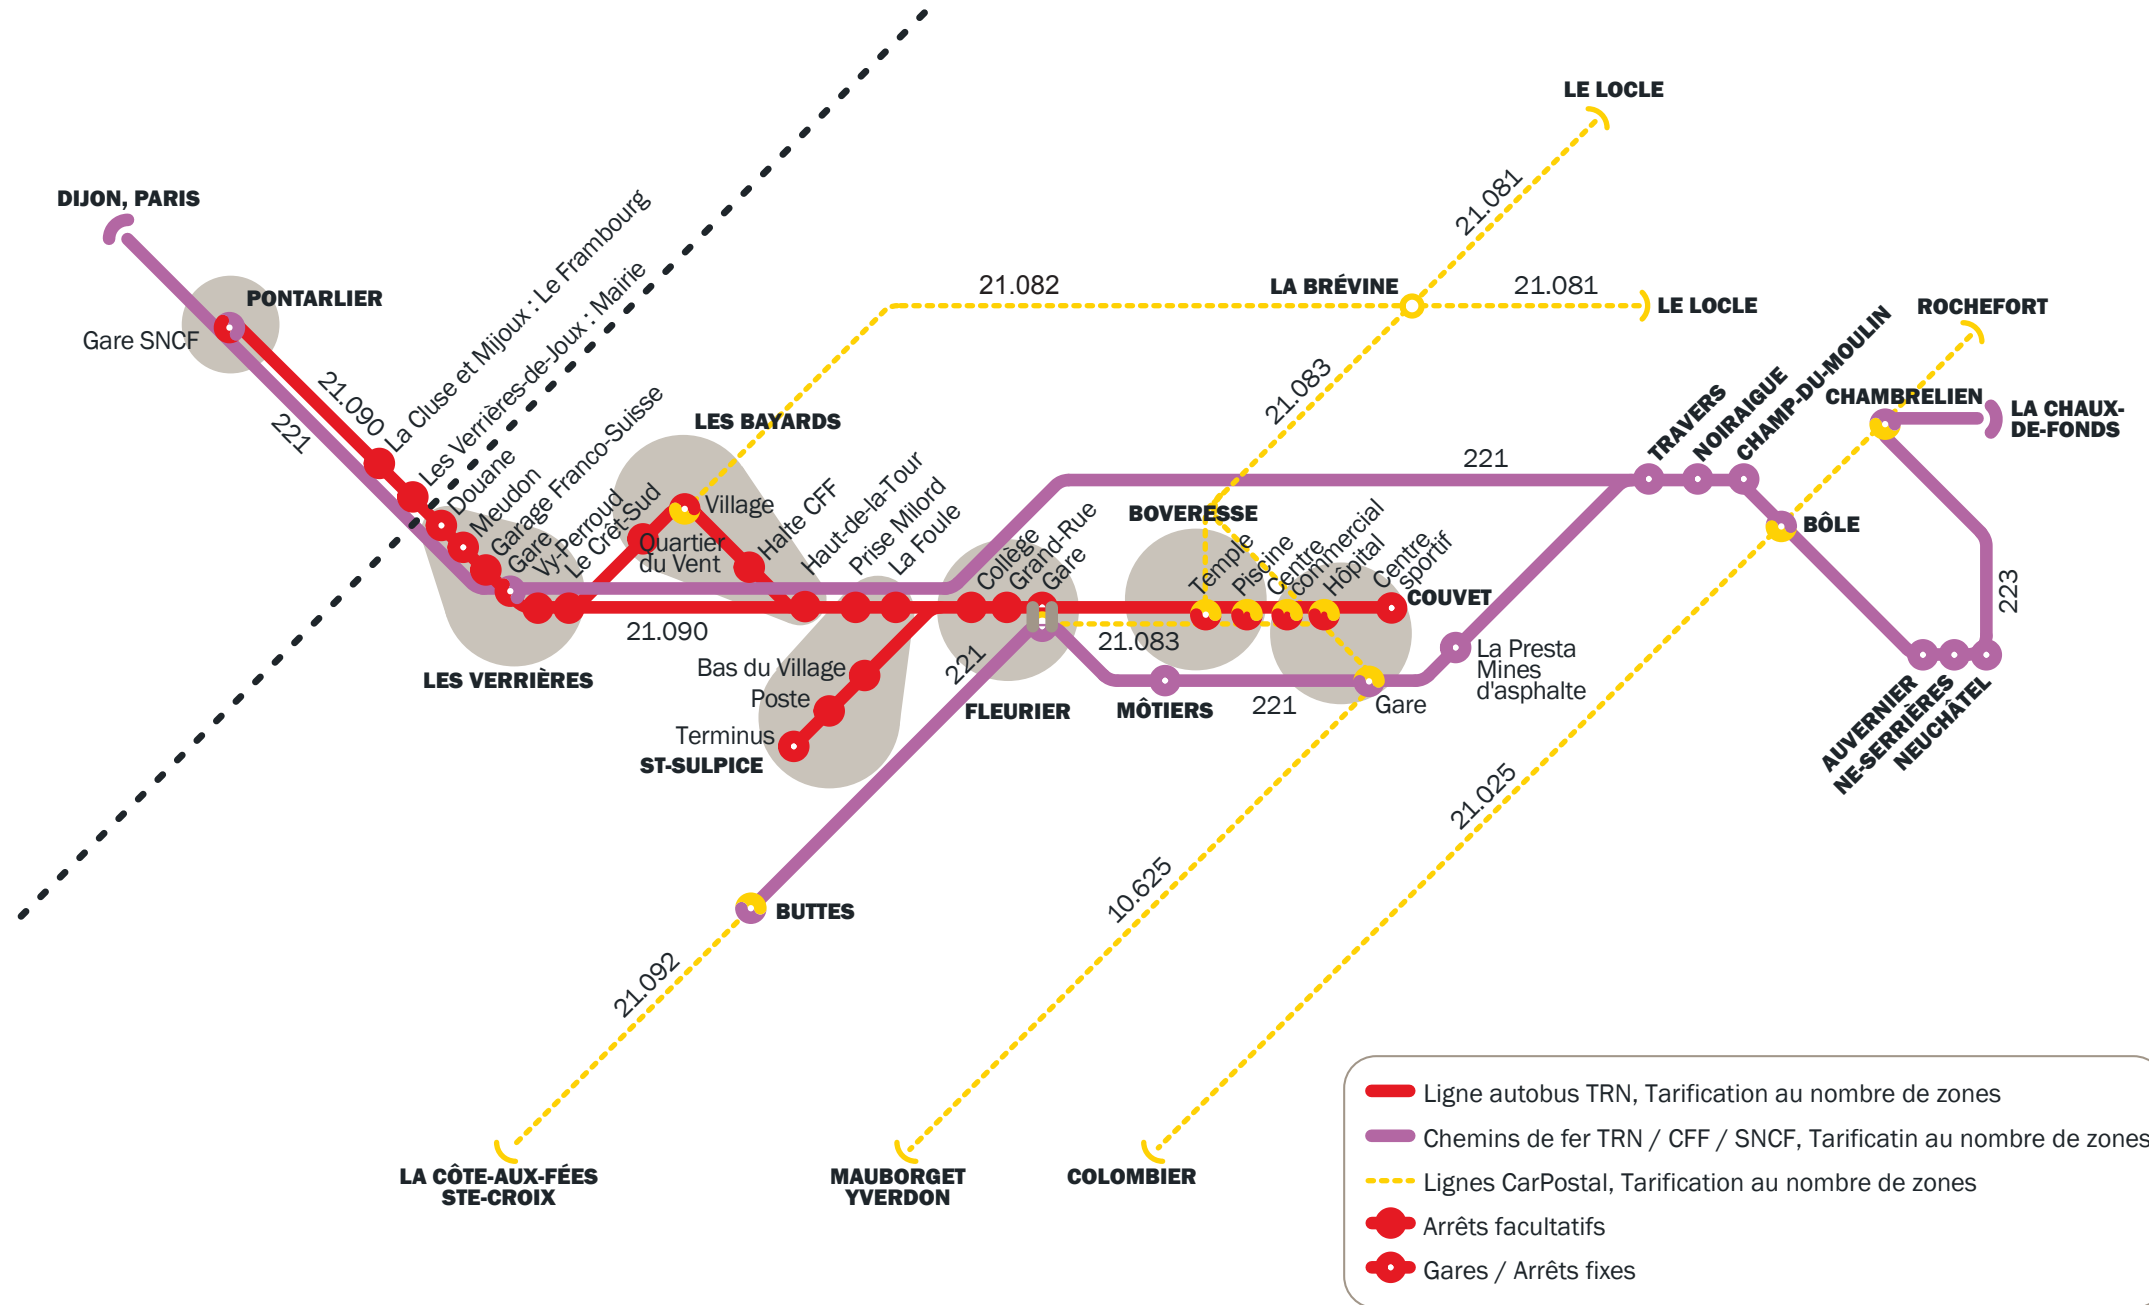 LE LOCLE
21.081
DIJON, PARIS
PONTARLIER
Gare SNCF
21.090
221
La Cluse et Mijoux : Le Frambourg
Les Verrières-de-Joux : Mairie
Douane
Meudon
Garage Franco-Suisse
Gare
Vy-Perroud
Le Crêt-Sud
LES VERRIÈRES
21.082
LA BRÉVINE
21.081
LE LOCLE
21.083
LES BAYARDS
Village
Quartier
du Vent
Halte CFF
Haut-de-la-Tour
Prise Milord
La Foule
21.090
Bas du Village
Poste
Terminus
ST-SULPICE
Collège
Grand-Rue
Gare
221
FLEURIER
BOVERESSE
Temple
Piscine
Centre
commercial
Hôpital
Centre
sportif
COUVET
21.083
MÔTIERS
221
Gare
La Presta
Mines
d'asphalte
221
TRAVERS
NOIRAIGUE
CHAMP-DU-MOULIN
ROCHEFORT
CHAMBRELIEN
LA CHAUX-
DE-FONDS
BÔLE
223
AUVERNIER
NE-SERRIÈRES
NEUCHÂTEL
BUTTES
21.092
10.625
21.025
LA CÔTE-AUX-FÉES
STE-CROIX
MAUBORGET
YVERDON
COLOMBIER
Ligne autobus TRN, Tarification au nombre de zones
Chemins de fer TRN / CFF / SNCF, Tarificatin au nombre de zones
Lignes CarPostal, Tarification au nombre de zones
Arrêts facultatifs
Gares / Arrêts fixes